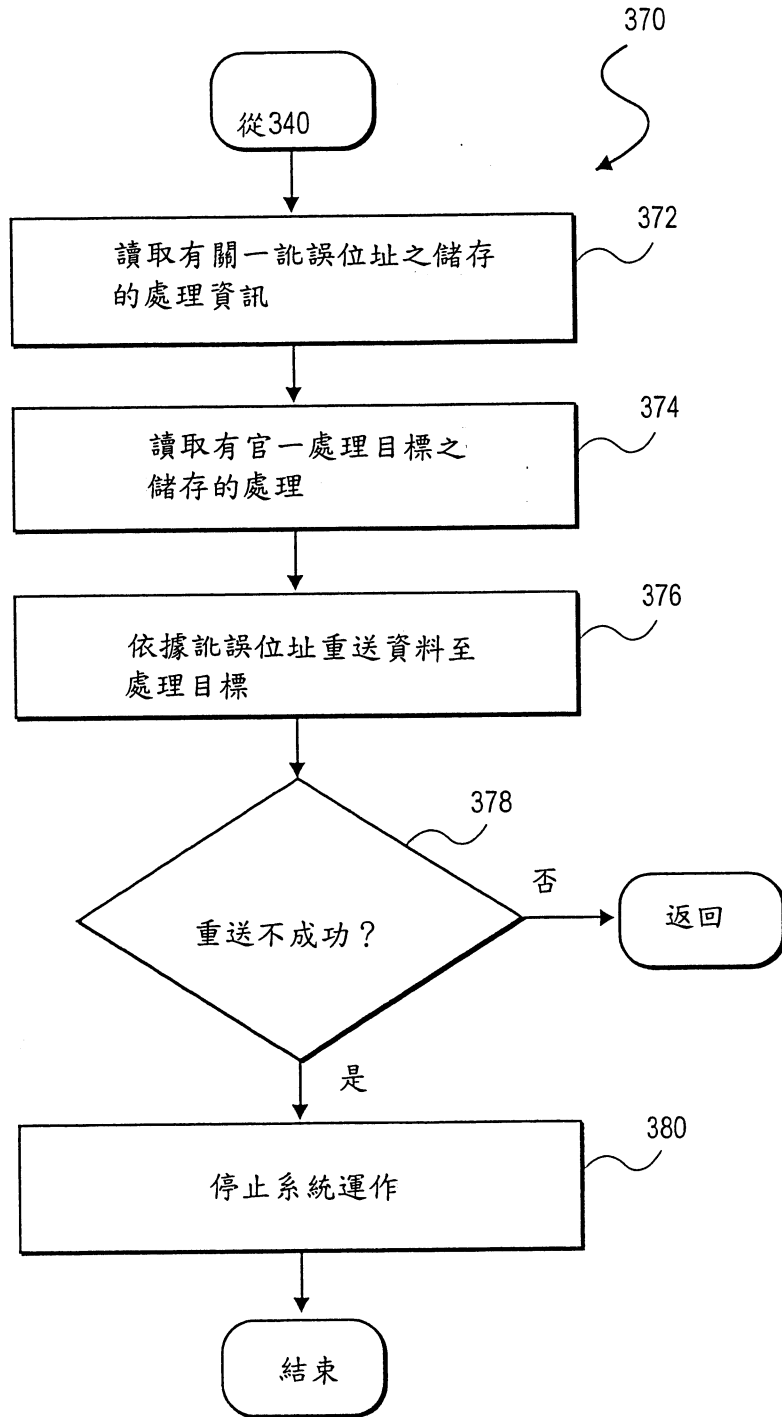 370
從340
372
讀取有關一訛誤位址之儲存
的處理資訊
374
讀取有官一處理目標之
儲存的處理
376
依據訛誤位址重送資料至
處理目標
378
重送不成功？
否
返回
是
380
停止系統運作
結束